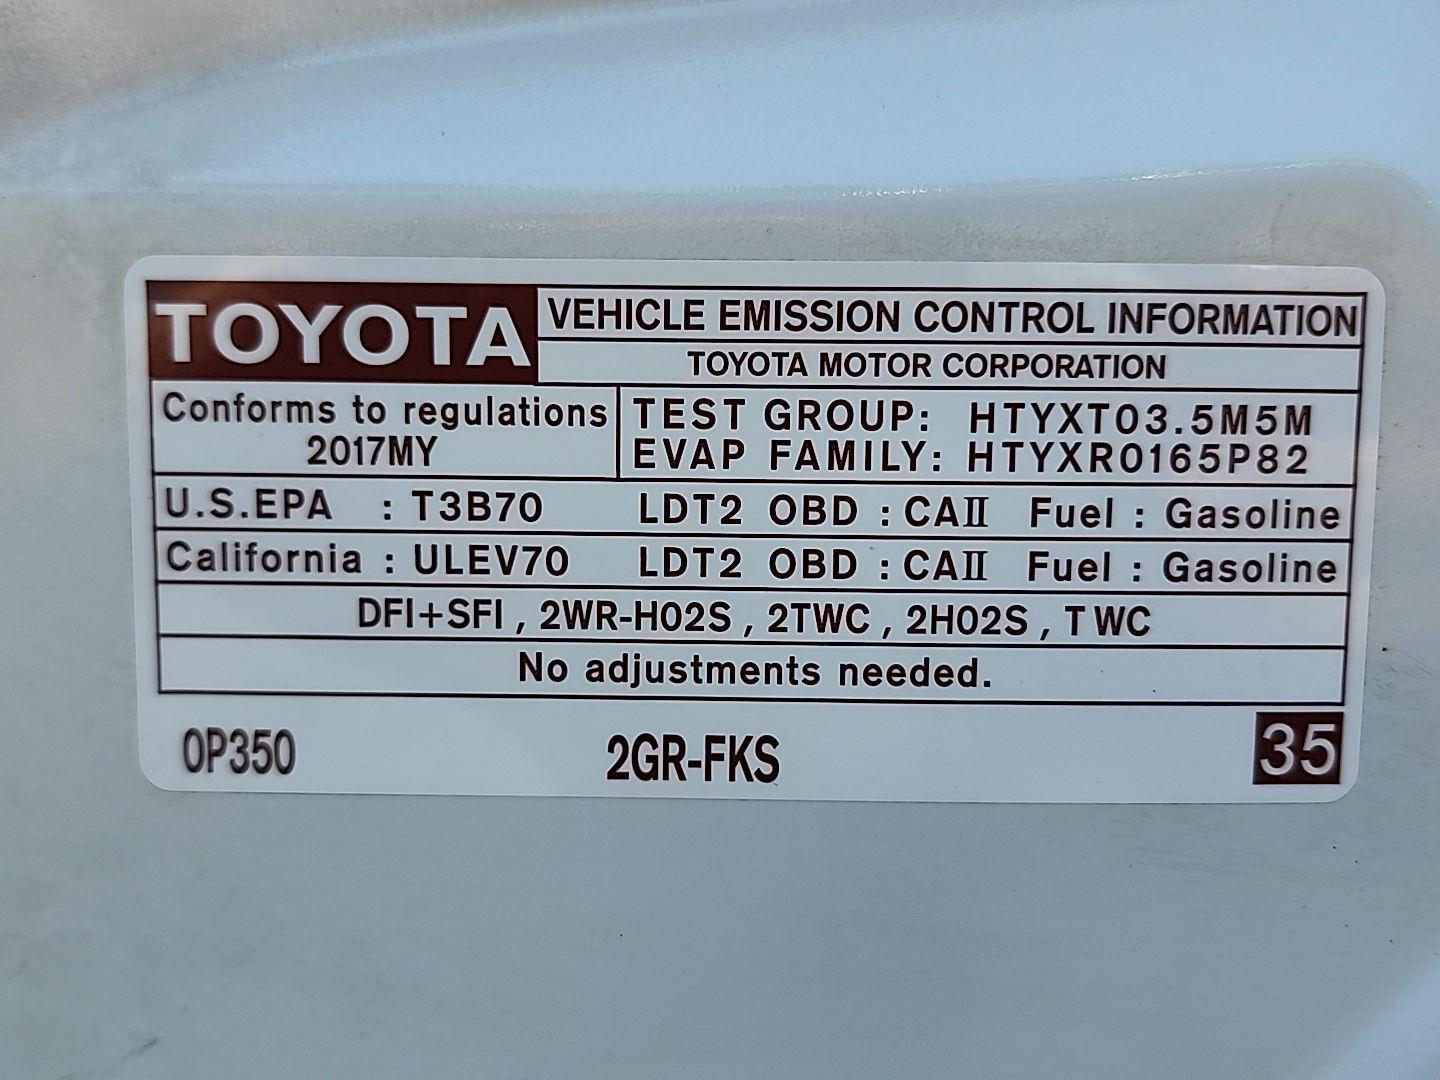 TOYOTA
VEHICLE EMISSION CONTROL INFORMATION
TOYOTA MOTOR CORPORATION
Conforms to regulations
2017MY
TEST GROUP: HTYXT03.5M5M
EVAP FAMILY: HTYXR0165P82
U.S.EPA : T3B70 LDT2 OBD : CAⅡ Fuel : Gasoline
California : ULEV70 LDT2 OBD : CAⅡ Fuel : Gasoline
DFI+SFI, 2WR-HO2S, 2TWC, 2HO2S, TWC
No adjustments needed.
0P350
2GR-FKS
35